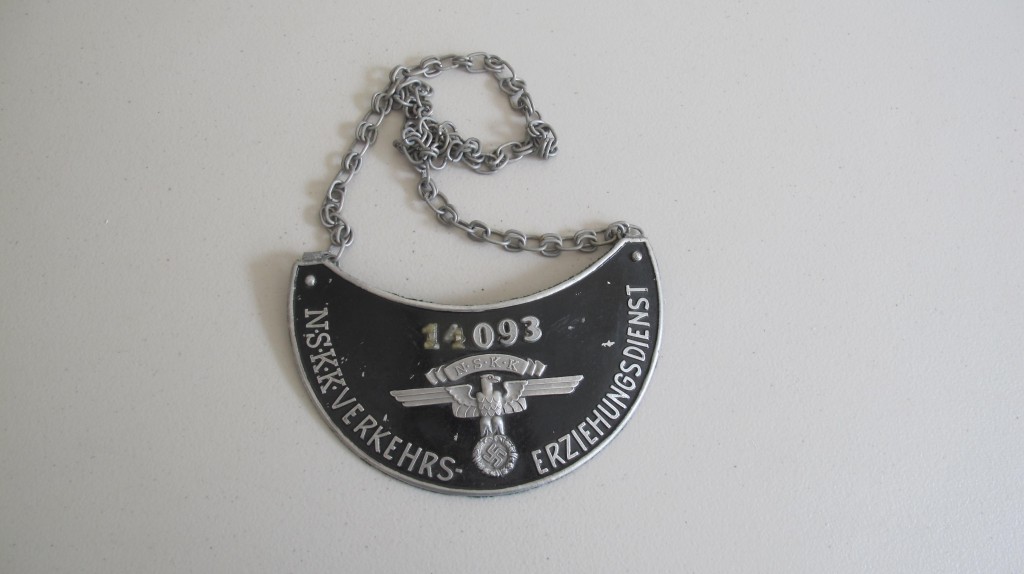 14093
N·S·K·K
N·S·K·K·VERKEHRS-
ERZIEHUNGSDIENST